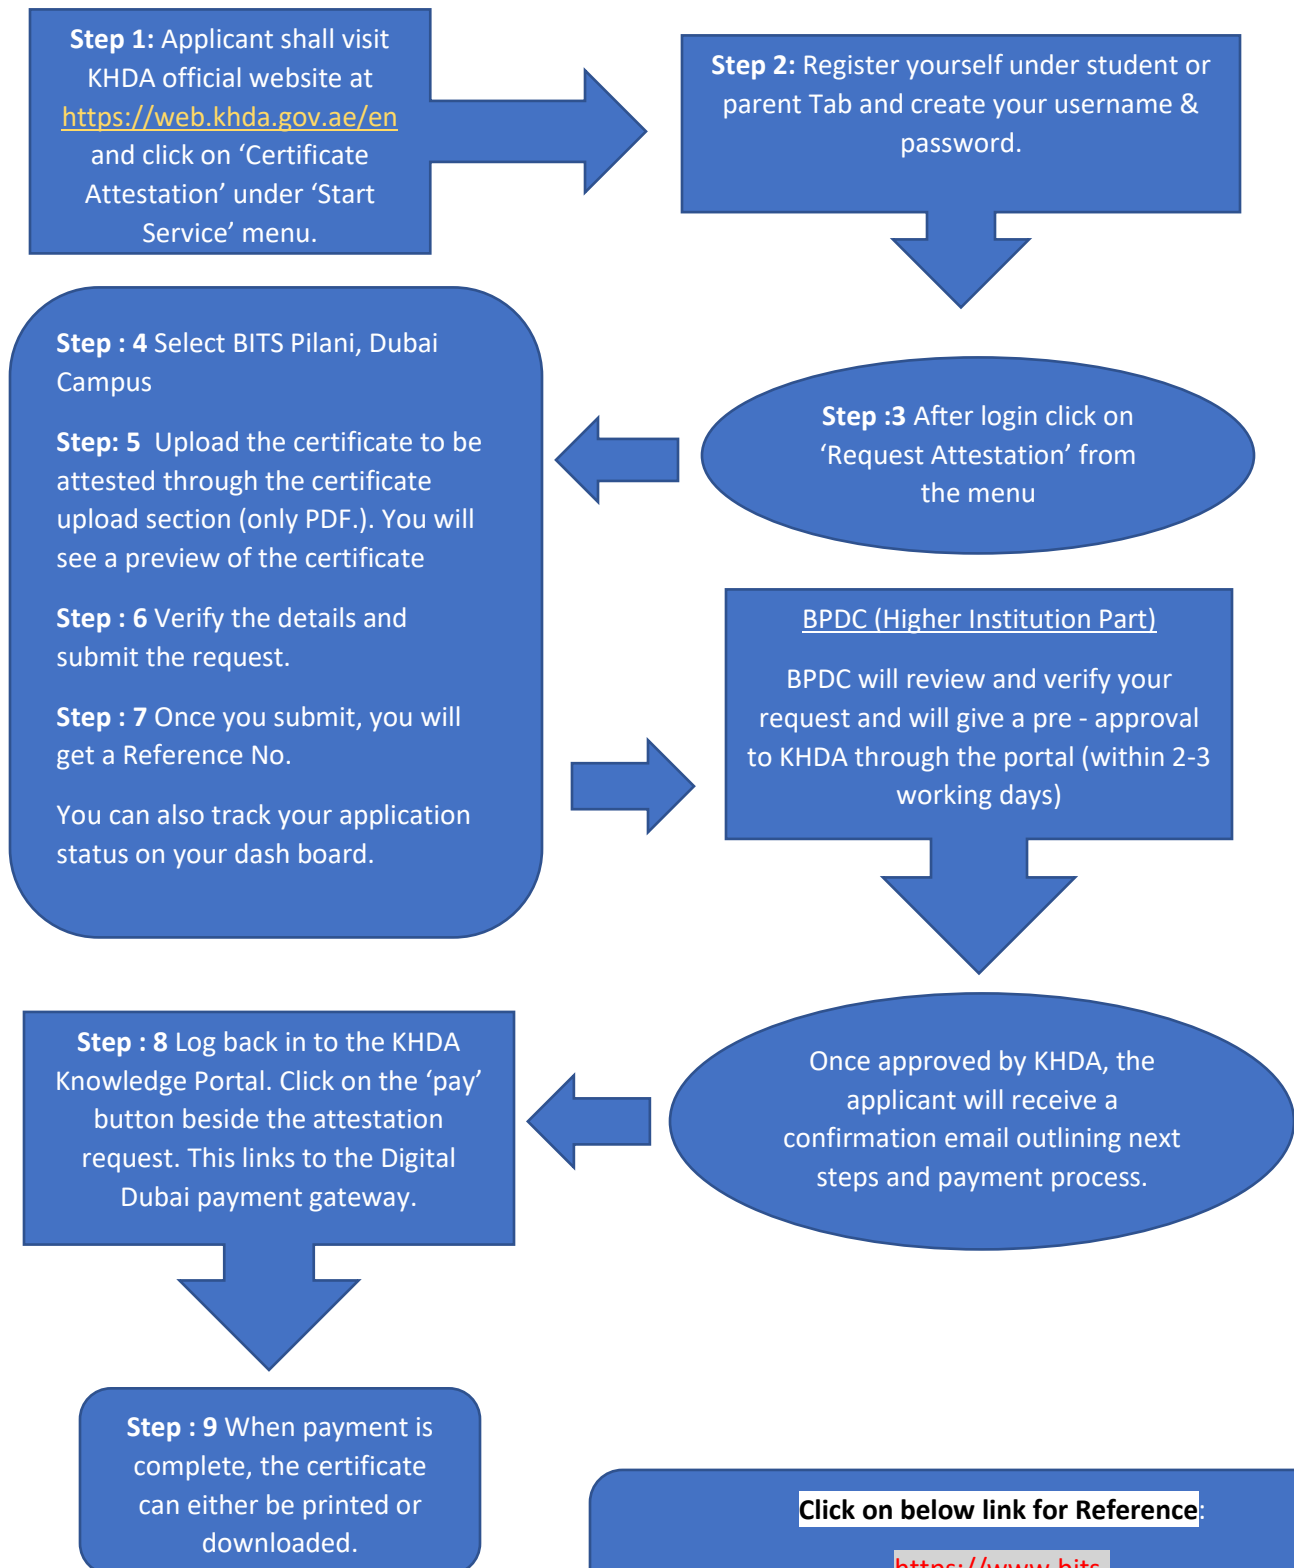 Step 1: Applicant shall visit
KHDA official website at
https://web.khda.gov.ae/en
and click on ‘Certificate
Attestation’ under ‘Start
Service’ menu.
Step 2: Register yourself under student or
parent Tab and create your username &
password.
Step :3 After login click on
‘Request Attestation’ from
the menu
Step : 4 Select BITS Pilani, Dubai
Campus
Step: 5  Upload the certificate to be
attested through the certificate
upload section (only PDF.). You will
see a preview of the certificate
Step : 6 Verify the details and
submit the request.
Step : 7 Once you submit, you will
get a Reference No.
You can also track your application
status on your dash board.
BPDC (Higher Institution Part)
BPDC will review and verify your
request and will give a pre - approval
to KHDA through the portal (within 2-3
working days)
Once approved by KHDA, the
applicant will receive a
confirmation email outlining next
steps and payment process.
Step : 8 Log back in to the KHDA
Knowledge Portal. Click on the ‘pay’
button beside the attestation
request. This links to the Digital
Dubai payment gateway.
Step : 9 When payment is
complete, the certificate
can either be printed or
downloaded.
Click on below link for Reference:
https://www.bits-